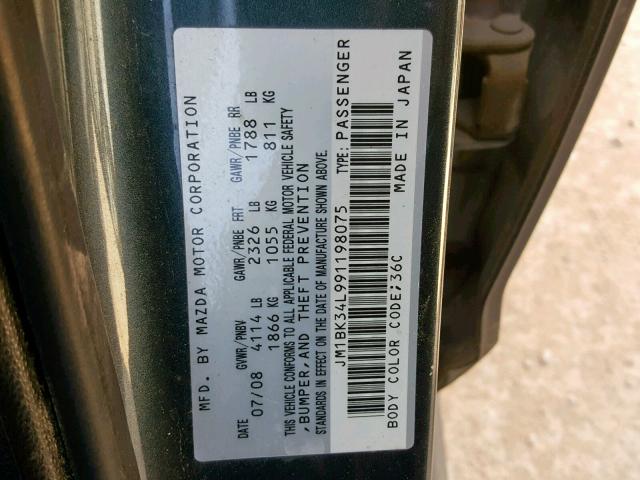 MFD. BY MAZDA MOTOR CORPORATION
DATE GVWR/PNBV GAWR/PNBE FRT GAWR/PNBE RR
07/08 4114 LB 2326 LB 1788 LB
1866 KG 1055 KG 811 KG
THIS VEHICLE CONFORMS TO ALL APPLICABLE FEDERAL MOTOR VEHICLE SAFETY
, BUMPER, AND THEFT PREVENTION
STANDARDS IN EFFECT ON THE DATE OF MANUFACTURE SHOWN ABOVE.
JM1BK34L991198075 TYPE: PASSENGER
BODY COLOR CODE;36C MADE IN JAPAN